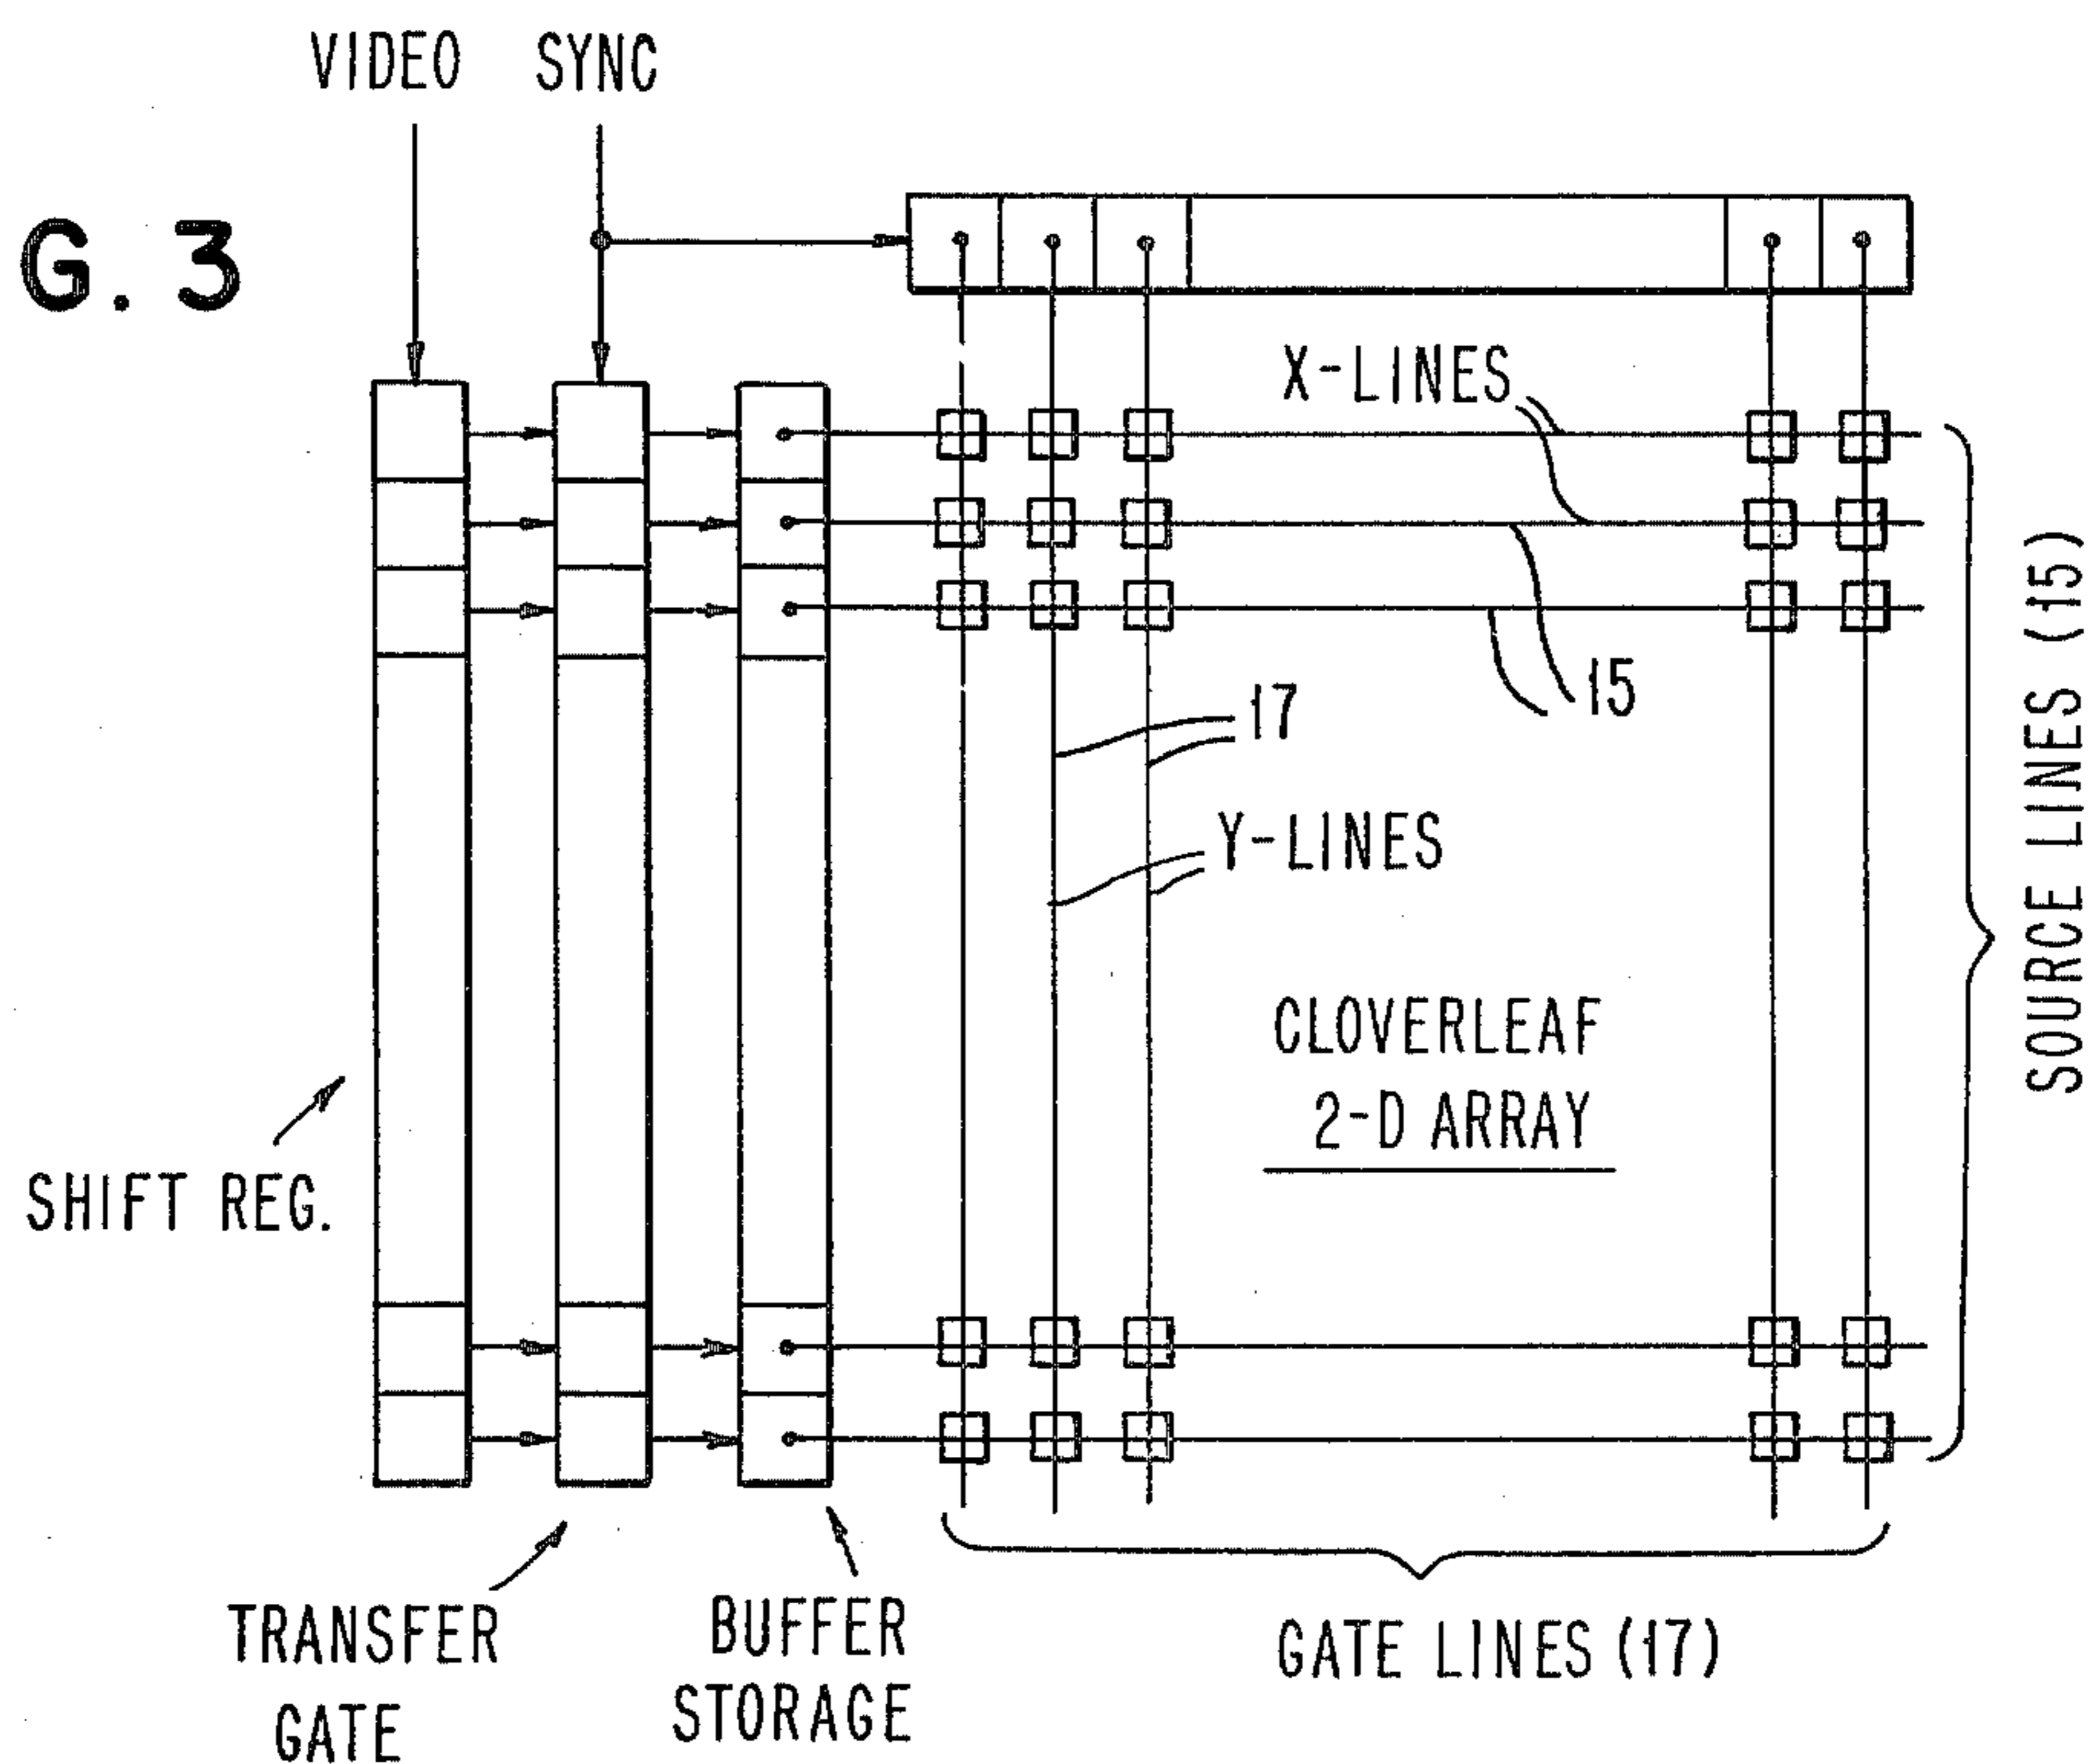 VIDEO SYNC
G. 3
X-LINES
15
17
Y-LINES
CLOVERLEAF
2-D ARRAY
SOURCE LINES (15)
SHIFT REG.
TRANSFER
GATE
BUFFER
STORAGE
GATE LINES (17)